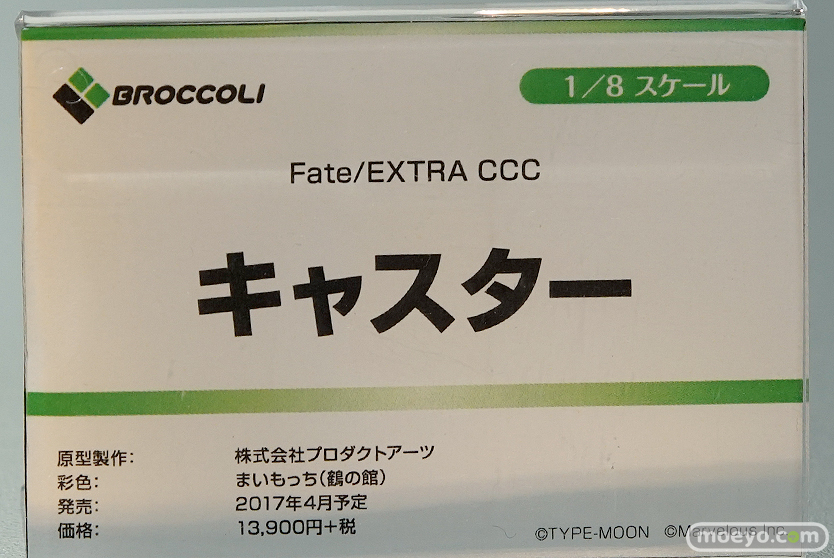 BROCCOLI
1/8 スケール
Fate/EXTRA CCC
キャスター
原型製作: 株式会社プロダクトアーツ
彩色: まいもっち(鶴の館)
発売: 2017年4月予定
価格: 13,900円+税
©TYPE-MOON ©Marvelous Inc.
moeyo.com